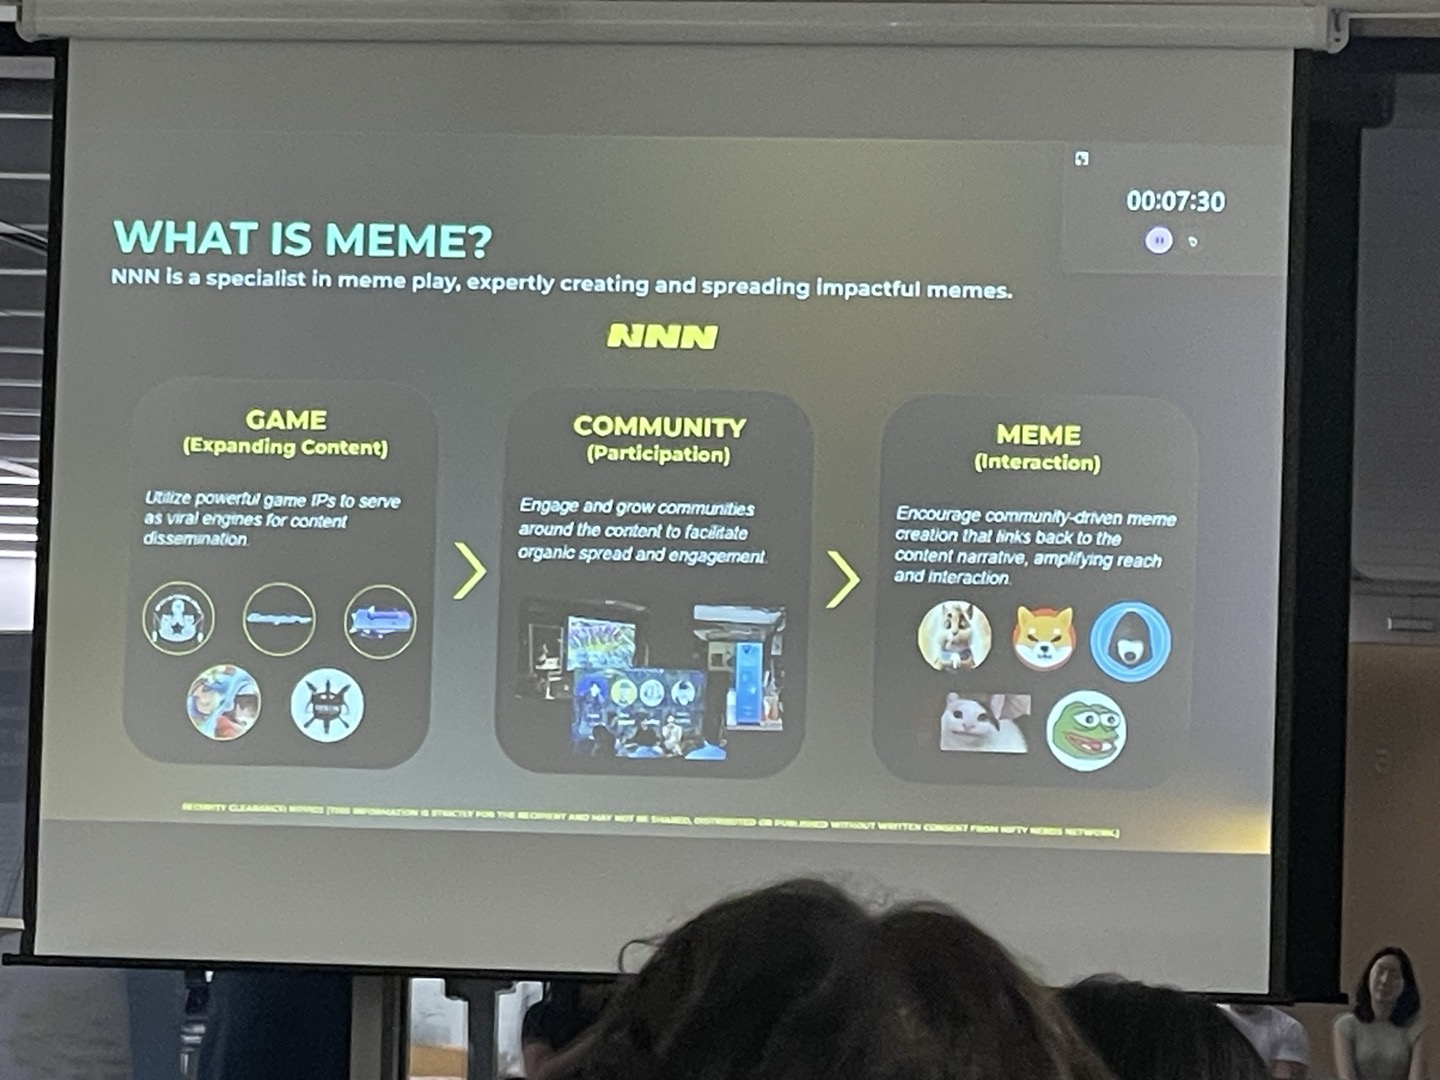 00:07:30
WHAT IS MEME?
NNN is a specialist in meme play, expertly creating and spreading impactful memes.
NNN
GAME
(Expanding Content)
Utilize powerful game IPs to serve
as viral engines for content
dissemination.
COMMUNITY
(Participation)
Engage and grow communities
around the content to facilitate
organic spread and engagement.
MEME
(Interaction)
Encourage community-driven meme
creation that links back to the
content narrative, amplifying reach
and interaction.
SECURITY CLEARANCE) [THIS INFORMATION IS STRICTLY FOR THE RECIPIENT AND MAY NOT BE SHARED, DISTRIBUTED OR PUBLISHED WITHOUT WRITTEN CONSENT FROM NIFTY NERDS NETWORK.]